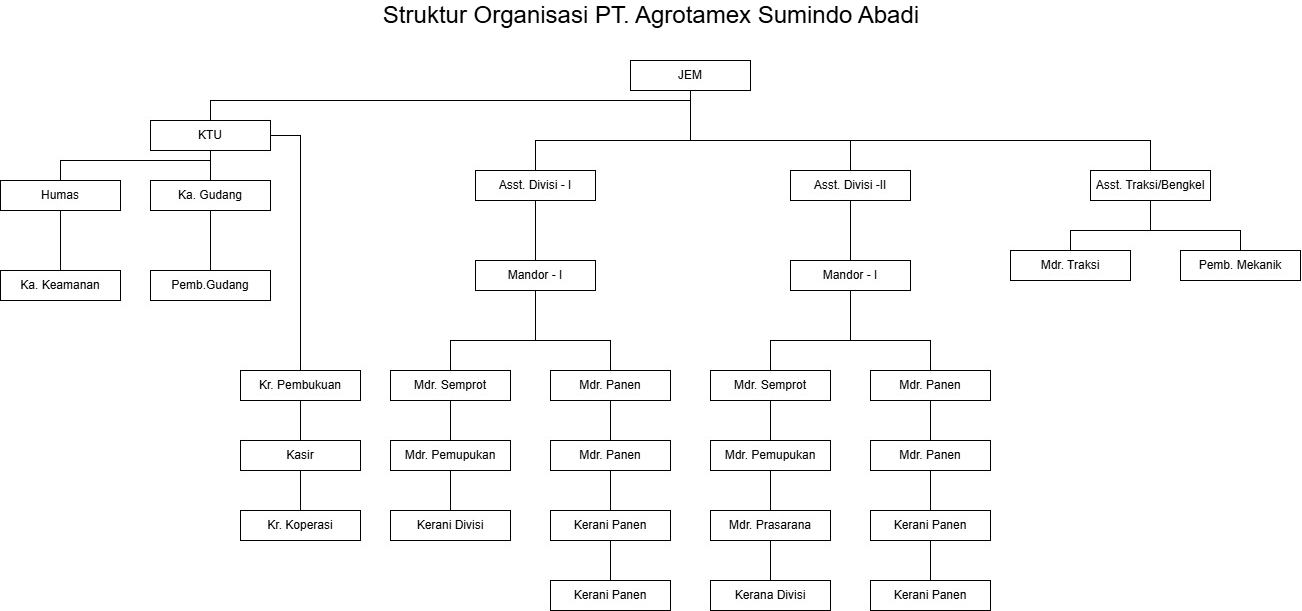 Struktur Organisasi PT. Agrotamex Sumindo Abadi
JEM
KTU
Asst. Divisi - I
Asst. Divisi -II
Asst. Traksi/Bengkel
Humas
Ka. Gudang
Mdr. Traksi
Pemb. Mekanik
Mandor - I
Mandor - I
Ka. Keamanan
Pemb.Gudang
Kr. Pembukuan
Mdr. Semprot
Mdr. Panen
Mdr. Semprot
Mdr. Panen
Kasir
Mdr. Pemupukan
Mdr. Panen
Mdr. Pemupukan
Mdr. Panen
Kr. Koperasi
Kerani Divisi
Kerani Panen
Mdr. Prasarana
Kerani Panen
Kerani Panen
Kerana Divisi
Kerani Panen